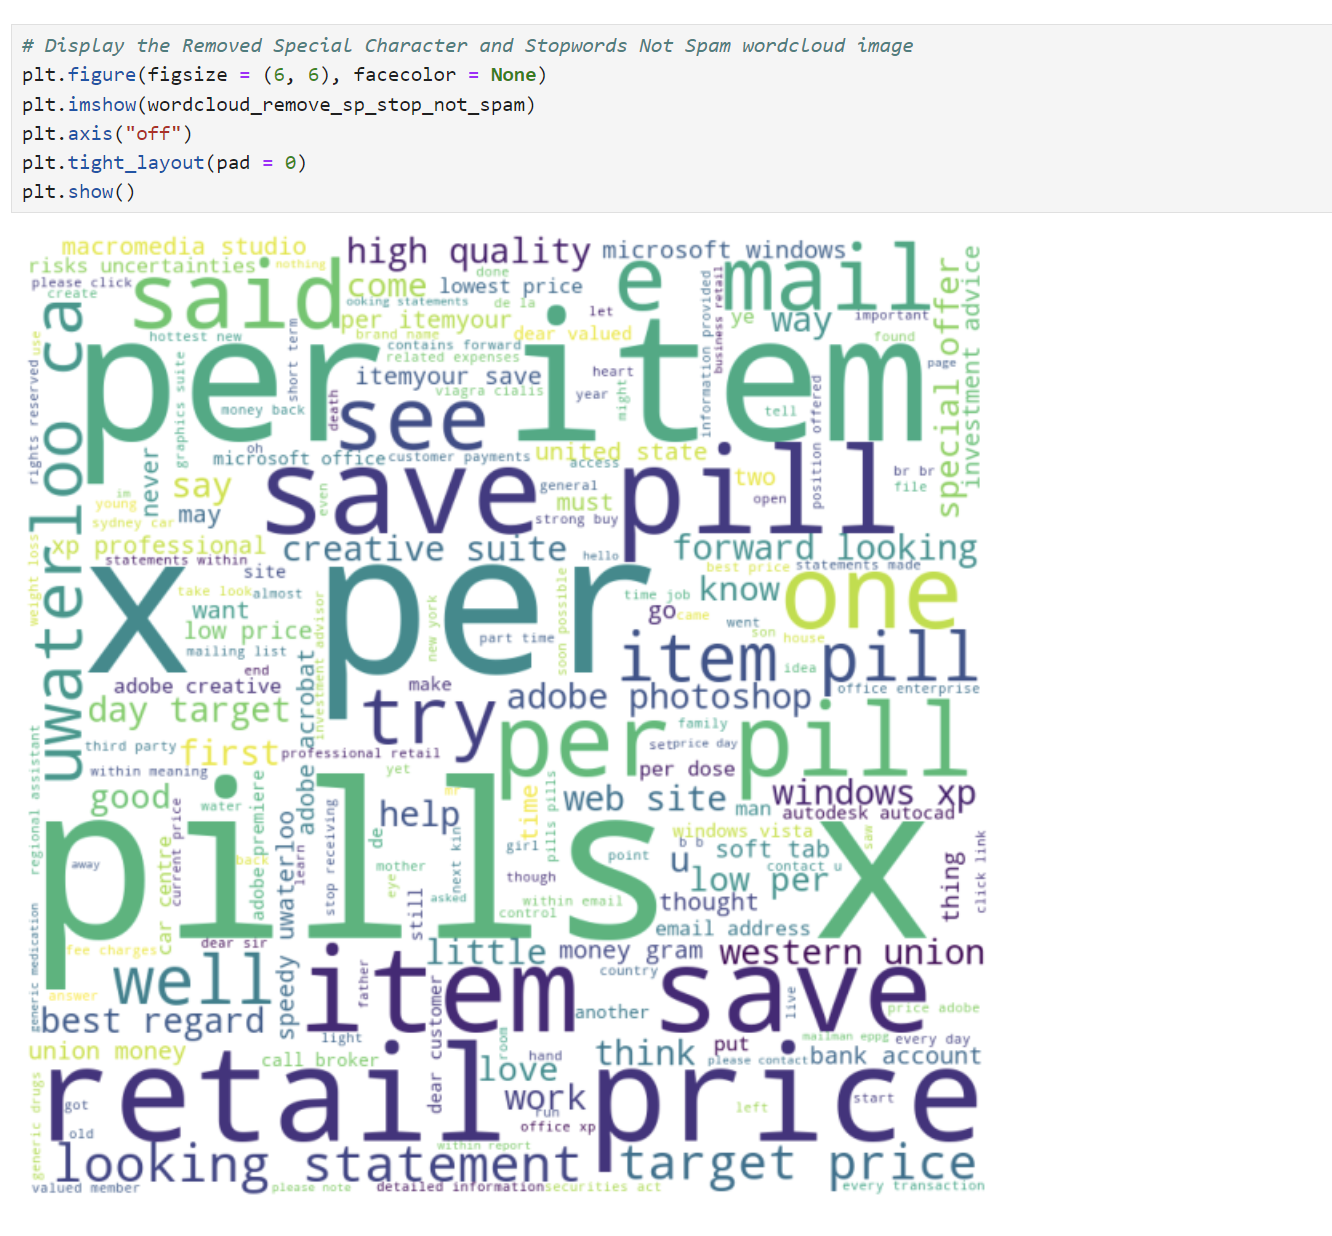 # Display the Removed Special Character and Stopwords Not Spam wordcloud image
plt.figure(figsize = (6, 6), facecolor = None)
plt.imshow(wordcloud_remove_sp_stop_not_spam)
plt.axis("off")
plt.tight_layout(pad = 0)
plt.show()
macromedia studio
high quality
microsoft windows
risks uncertainties
nothing
please click
create
said
come
done
lowest price
ooking statements
de la
e mail
let
per itemyour
brand name
dear valued
ye
way
important
found
information provided
business retail
special offer
investment advice
hottest new
short term
contains forward
related expenses
per item
itemyour save
viagra cialis
heart
year
might
page
tell
position offered
use
rights reserved
graphics suite
money back
death
see
uwaterloo ca
oh
microsoft office
customer payments
united state
access
never
say
im
young
sydney car
may
even
save pill
general
must
strong buy
two
open
br br
file
xp professional
statements within
creative suite
hello
forward looking
best price
statements made
weight loss
site
take look
almost
want
low price
mailing list
x per
investment advisor
new york
part time
soon possible
time job
know
go
came
went
son
house
one
item pill
idea
office enterprise
end
adobe creative
day target
adobe acrobat
make
try
adobe photoshop
family
set
price day
per pill
third party
first
professional retail
yet
per dose
within meaning
regional assistant
good
water
current price
adobe premiere
help
mr
time
web site
man
windows xp
autodesk autocad
windows vista
saw
pills x
away
back
car centre
speedy uwaterloo
learn
stop receiving
de
mother
eye
next kin
asked
still
girl
pills pills
though
point
b b
u
soft tab
contact u
low per
thought
within email
control
email address
thing
click link
generic medication
fee charges
dear sir
little
money gram
western union
country
well
answer
father
item save
another
live
price adobe
best regard
light
dear customer
room
mailman eppg
every day
union money
call broker
love
hand
think
put
please contact
bank account
generic drugs
got
old
retail price
work
run
office xp
left
start
within report
looking statement
target price
valued member
please note
detailed information
securities act
every transaction